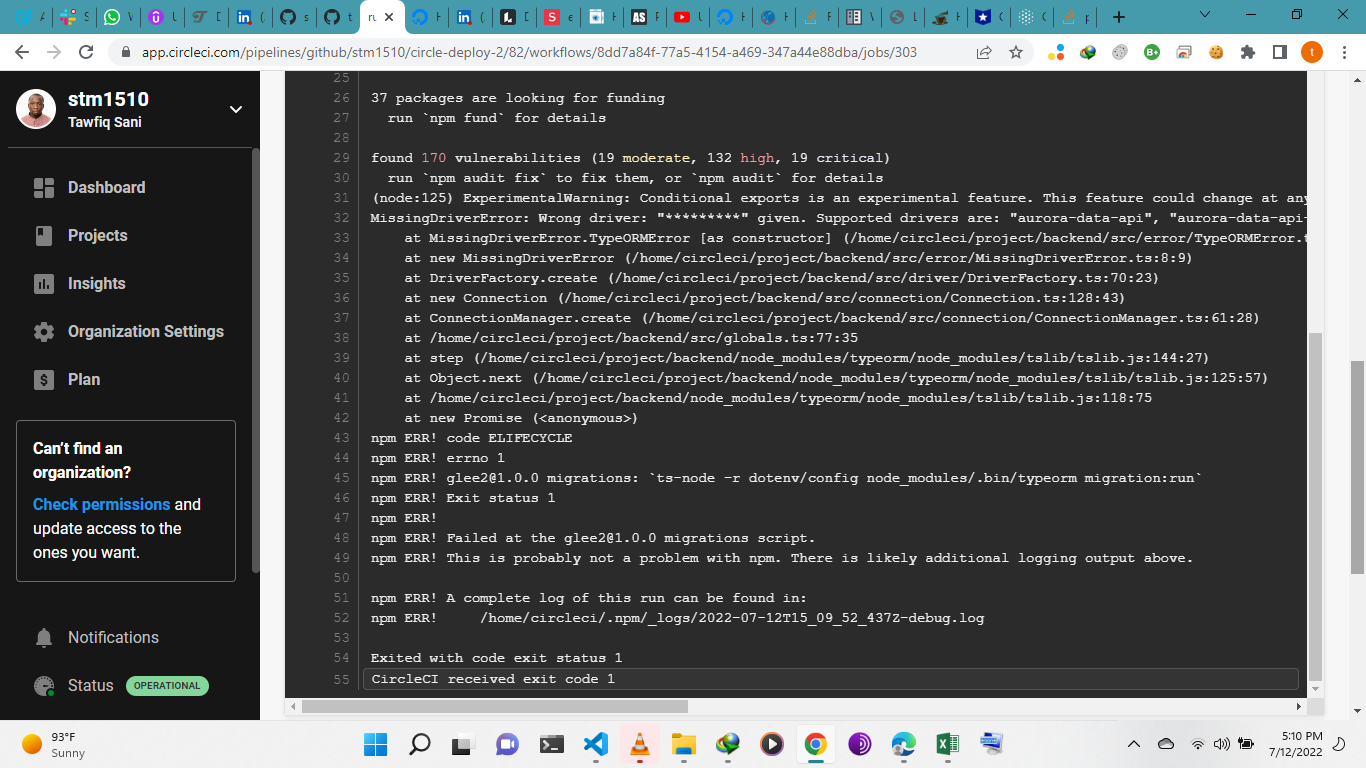 app.circleci.com/pipelines/github/stm1510/circle-deploy-2/82/workflows/8dd7a84f-77a5-4154-a469-347a44e88dba/jobs/303
stm1510
Tawfiq Sani
Dashboard
Projects
Insights
Organization Settings
Plan
Can't find an
organization?
Check permissions and
update access to the
ones you want.
Notifications
Status OPERATIONAL
25
26 37 packages are looking for funding
27 run `npm fund` for details
28
29 found 170 vulnerabilities (19 moderate, 132 high, 19 critical)
30 run `npm audit fix` to fix them, or `npm audit` for details
31 (node:125) ExperimentalWarning: Conditional exports is an experimental feature. This feature could change at any
32 MissingDriverError: Wrong driver: "*********" given. Supported drivers are: "aurora-data-api", "aurora-data-api-
33 at MissingDriverError.TypeORMError [as constructor] (/home/circleci/project/backend/src/error/TypeORMError.t
34 at new MissingDriverError (/home/circleci/project/backend/src/error/MissingDriverError.ts:8:9)
35 at DriverFactory.create (/home/circleci/project/backend/src/driver/DriverFactory.ts:70:23)
36 at new Connection (/home/circleci/project/backend/src/connection/Connection.ts:128:43)
37 at ConnectionManager.create (/home/circleci/project/backend/src/connection/ConnectionManager.ts:61:28)
38 at /home/circleci/project/backend/src/globals.ts:77:35
39 at step (/home/circleci/project/backend/node_modules/typeorm/node_modules/tslib/tslib.js:144:27)
40 at Object.next (/home/circleci/project/backend/node_modules/typeorm/node_modules/tslib/tslib.js:125:57)
41 at /home/circleci/project/backend/node_modules/typeorm/node_modules/tslib/tslib.js:118:75
42 at new Promise (<anonymous>)
43 npm ERR! code ELIFECYCLE
44 npm ERR! errno 1
45 npm ERR! glee2@1.0.0 migrations: `ts-node -r dotenv/config node_modules/.bin/typeorm migration:run`
46 npm ERR! Exit status 1
47 npm ERR!
48 npm ERR! Failed at the glee2@1.0.0 migrations script.
49 npm ERR! This is probably not a problem with npm. There is likely additional logging output above.
50
51 npm ERR! A complete log of this run can be found in:
52 npm ERR! /home/circleci/.npm/_logs/2022-07-12T15_09_52_437Z-debug.log
53
54 Exited with code exit status 1
55 CircleCI received exit code 1
93°F
Sunny
5:10 PM
7/12/2022